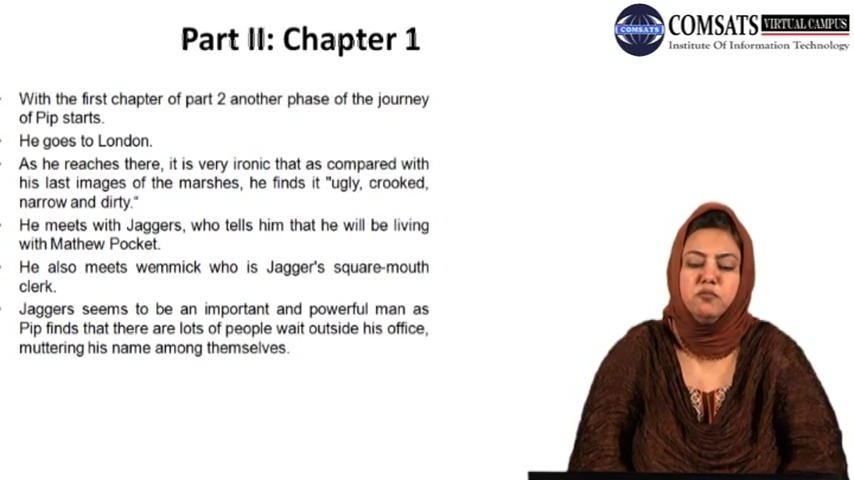 Part II: Chapter 1
COMSATS VIRTUAL CAMPUS
Institute Of Information Technology
COMSATS
With the first chapter of part 2 another phase of the journey
of Pip starts.
He goes to London.
As he reaches there, it is very ironic that as compared with
his last images of the marshes, he finds it "ugly, crooked,
narrow and dirty."
He meets with Jaggers, who tells him that he will be living
with Mathew Pocket.
He also meets wemmick who is Jagger's square-mouth
clerk.
Jaggers seems to be an important and powerful man as
Pip finds that there are lots of people wait outside his office,
muttering his name among themselves.